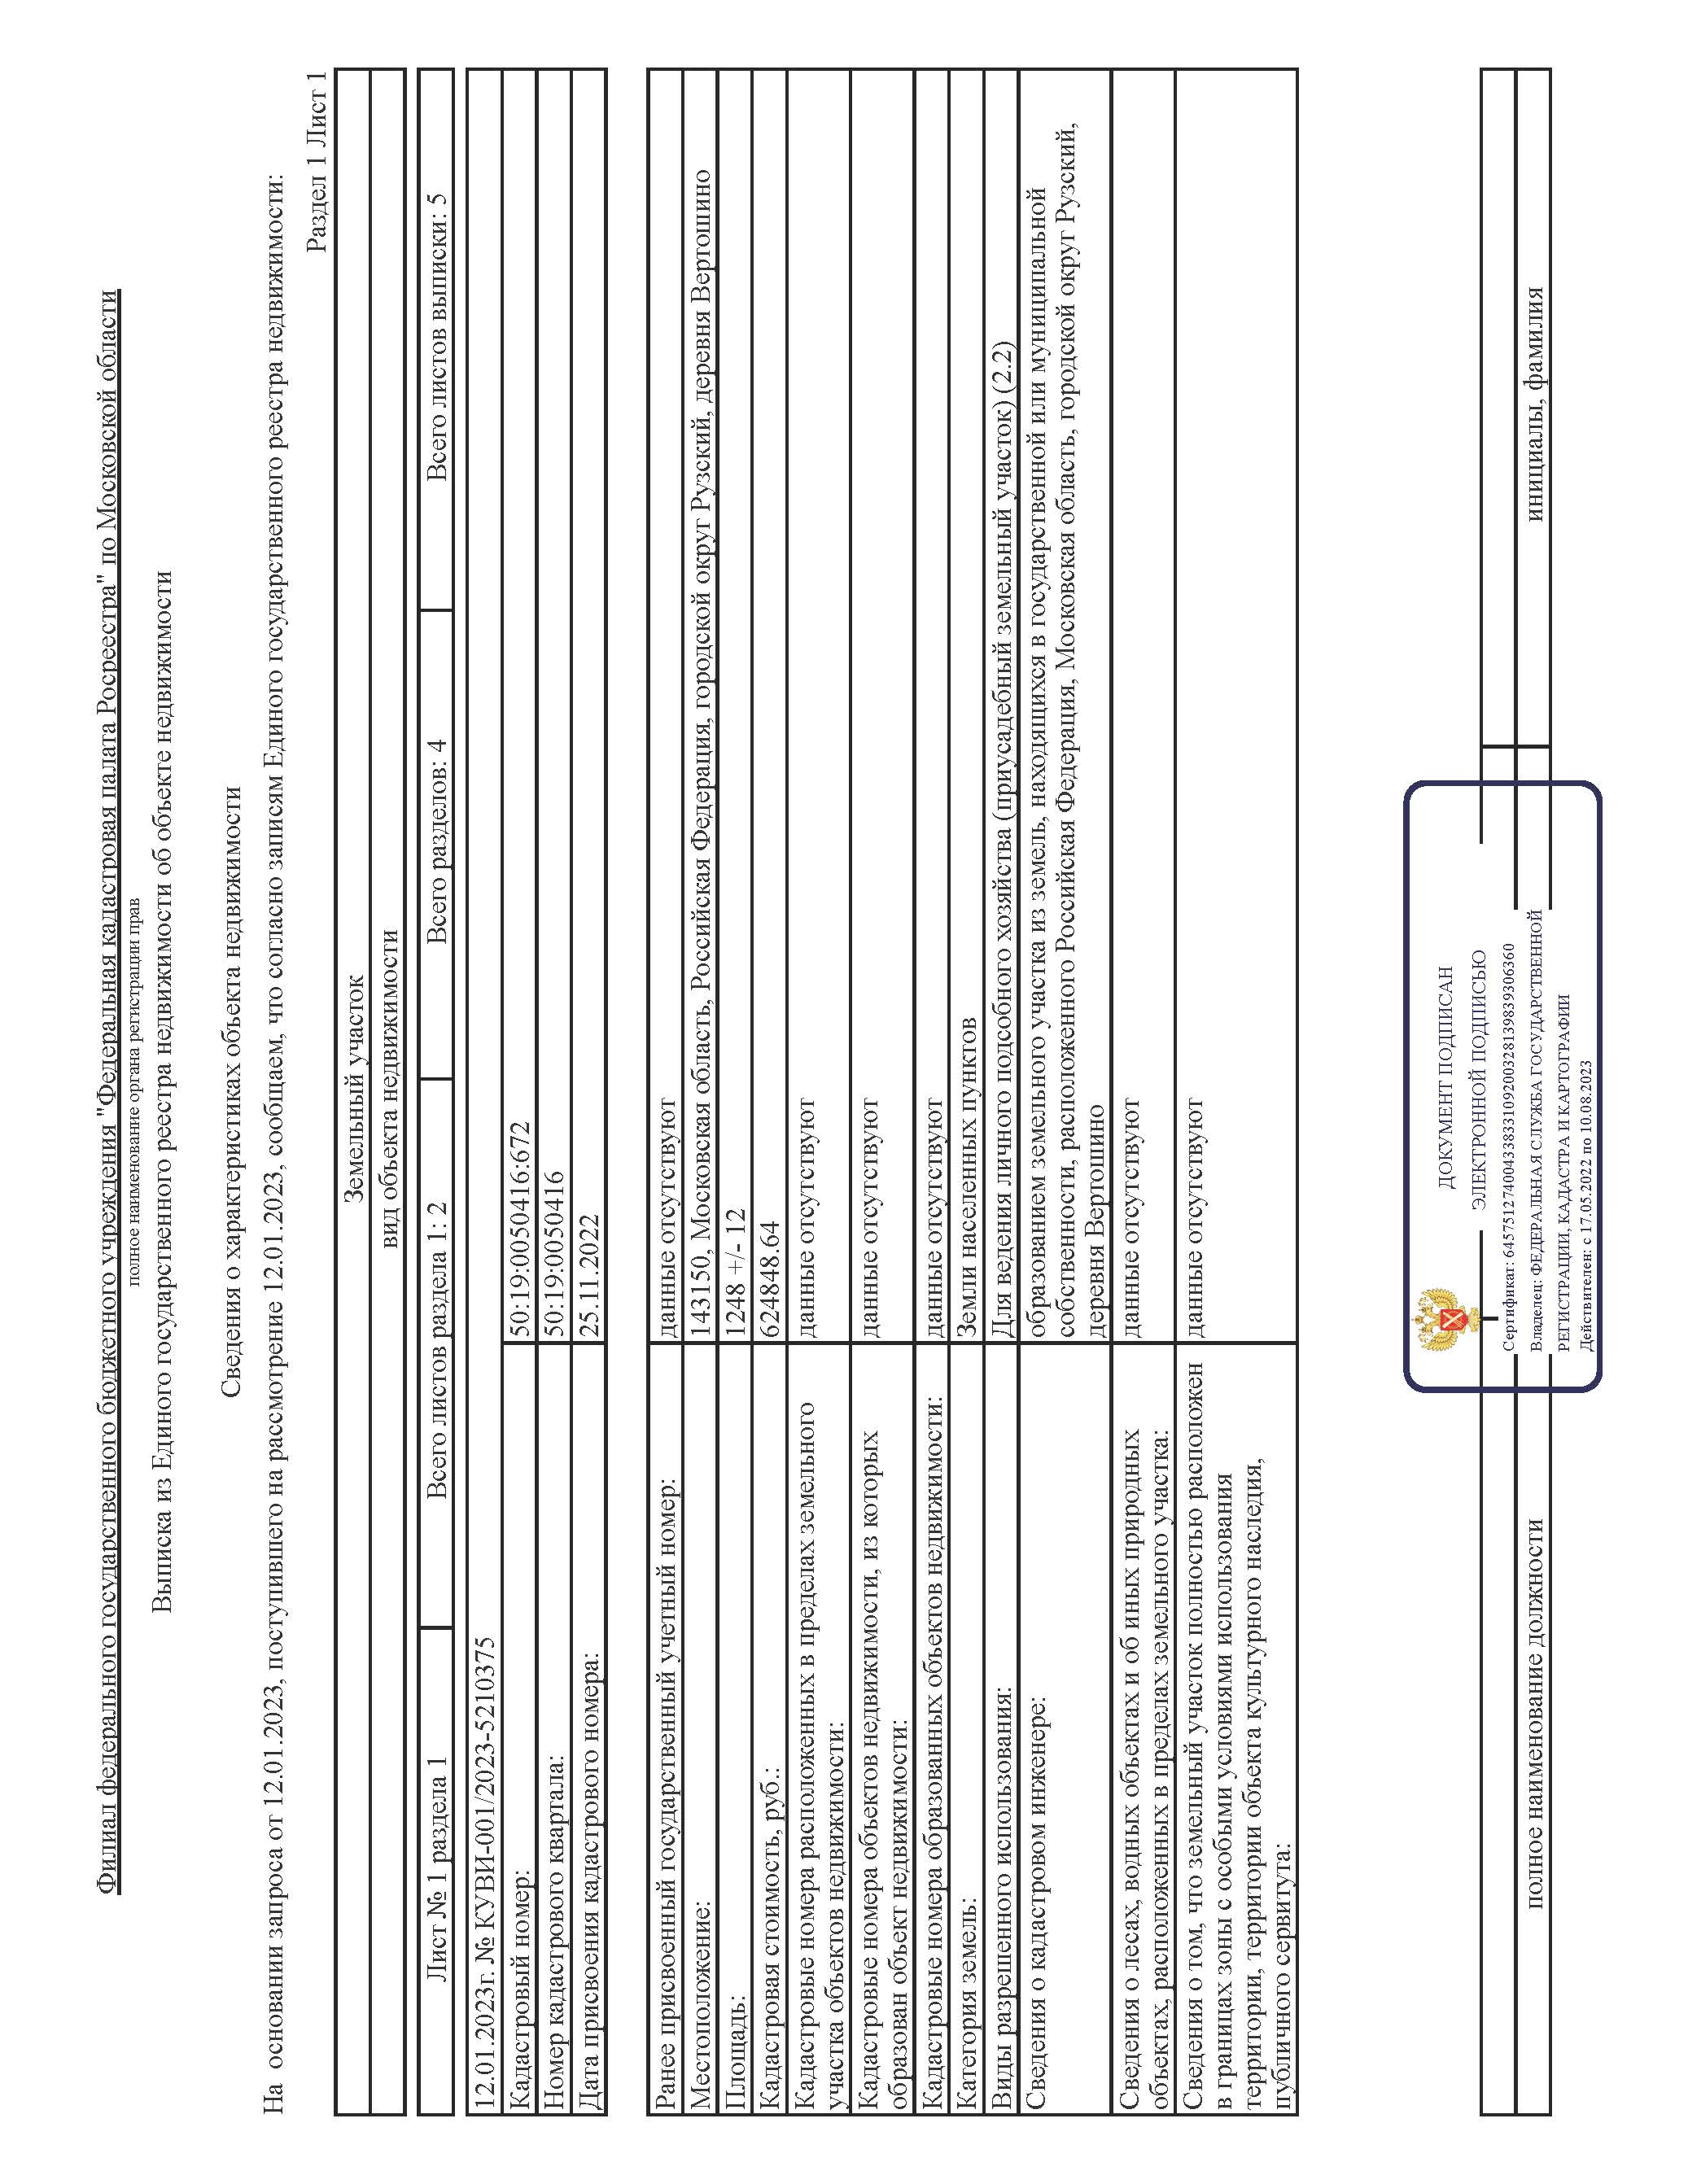 Филиал федерального государственного бюджетного учреждения "Федеральная кадастровая палата Росреестра" по Московской области
полное наименование органа регистрации прав
Выписка из Единого государственного реестра недвижимости об объекте недвижимости
Сведения о характеристиках объекта недвижимости
На основании запроса от 12.01.2023, поступившего на рассмотрение 12.01.2023, сообщаем, что согласно записям Единого государственного реестра недвижимости:
Раздел 1 Лист 1
Земельный участок
вид объекта недвижимости
Лист № 1 раздела 1 Всего листов раздела 1: 2 Всего разделов: 4 Всего листов выписки: 5
12.01.2023г. № КУВИ-001/2023-5210375
Кадастровый номер: 50:19:0050416:672
Номер кадастрового квартала: 50:19:0050416
Дата присвоения кадастрового номера: 25.11.2022
Ранее присвоенный государственный учетный номер: данные отсутствуют
Местоположение: 143150, Московская область, Российская Федерация, городской округ Рузский, деревня Вертошино
Площадь: 1248 +/- 12
Кадастровая стоимость, руб.: 624848.64
Кадастровые номера расположенных в пределах земельного данные отсутствуют
участка объектов недвижимости:
Кадастровые номера объектов недвижимости, из которых данные отсутствуют
образован объект недвижимости:
Кадастровые номера образованных объектов недвижимости: данные отсутствуют
Категория земель: Земли населенных пунктов
Виды разрешенного использования: Для ведения личного подсобного хозяйства (приусадебный земельный участок) (2.2)
Сведения о кадастровом инженере: образованием земельного участка из земель, находящихся в государственной или муниципальной
собственности, расположенного Российская Федерация, Московская область, городской округ Рузский,
деревня Вертошино
Сведения о лесах, водных объектах и об иных природных данные отсутствуют
объектах, расположенных в пределах земельного участка:
Сведения о том, что земельный участок полностью расположен данные отсутствуют
в границах зоны с особыми условиями использования
территории, территории объекта культурного наследия,
публичного сервитута:
ДОКУМЕНТ ПОДПИСАН
ЭЛЕКТРОННОЙ ПОДПИСЬЮ
Сертификат: 645751274004338331092003281398839306360
Владелец: ФЕДЕРАЛЬНАЯ СЛУЖБА ГОСУДАРСТВЕННОЙ
РЕГИСТРАЦИИ, КАДАСТРА И КАРТОГРАФИИ
Действителен: с 17.05.2022 по 10.08.2023
полное наименование должности инициалы, фамилия